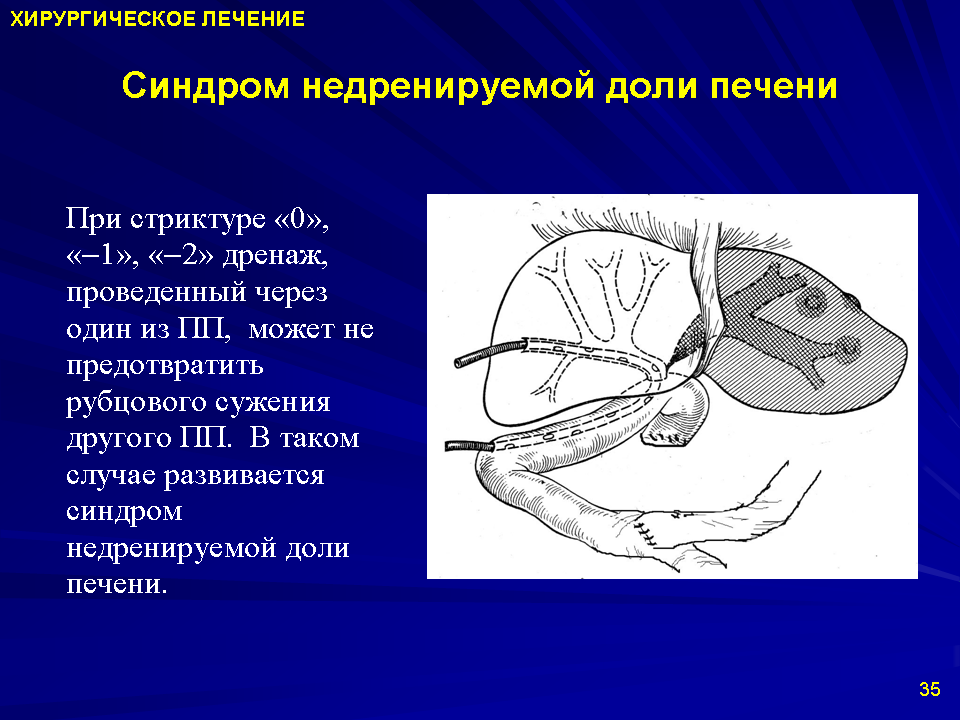 ХИРУРГИЧЕСКОЕ ЛЕЧЕНИЕ
Синдром недренируемой доли печени
При стриктуре «0»,
«–1», «–2» дренаж,
проведенный через
один из ПП, может не
предотвратить
рубцового сужения
другого ПП. В таком
случае развивается
синдром
недренируемой доли
печени.
35